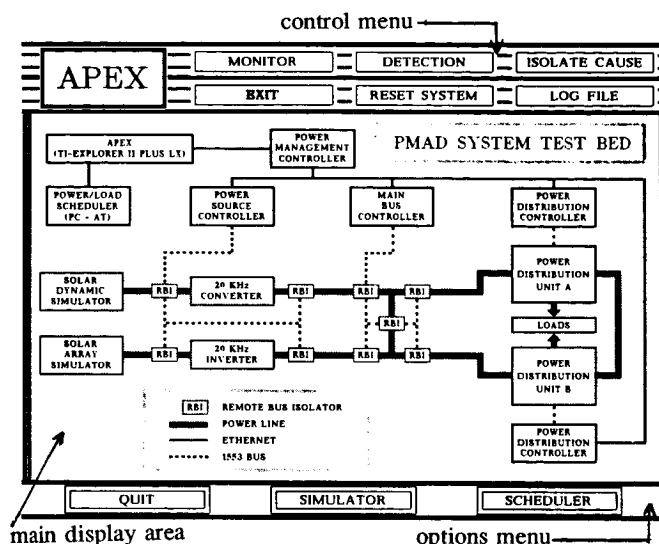 control menu
APEX
MONITOR
DETECTION
ISOLATE CAUSE
EXIT
RESET SYSTEM
LOG FILE
PMAD SYSTEM TEST BED
APEX
(TI-EXPLORER II PLUS LX)
POWER
MANAGEMENT
CONTROLLER
POWER/LOAD
SCHEDULER
(PC - AT)
POWER
SOURCE
CONTROLLER
MAIN
BUS
CONTROLLER
POWER
DISTRIBUTION
CONTROLLER
SOLAR
DYNAMIC
SIMULATOR
RBI
20 KHz
CONVERTER
RBI
RBI
RBI
POWER
DISTRIBUTION
UNIT A
RBI
LOADS
SOLAR
ARRAY
SIMULATOR
RBI
20 KHz
INVERTER
RBI
RBI
RBI
POWER
DISTRIBUTION
UNIT B
RBI
REMOTE BUS ISOLATOR
POWER LINE
ETHERNET
1553 BUS
POWER
DISTRIBUTION
CONTROLLER
QUIT
SIMULATOR
SCHEDULER
main display area
options menu